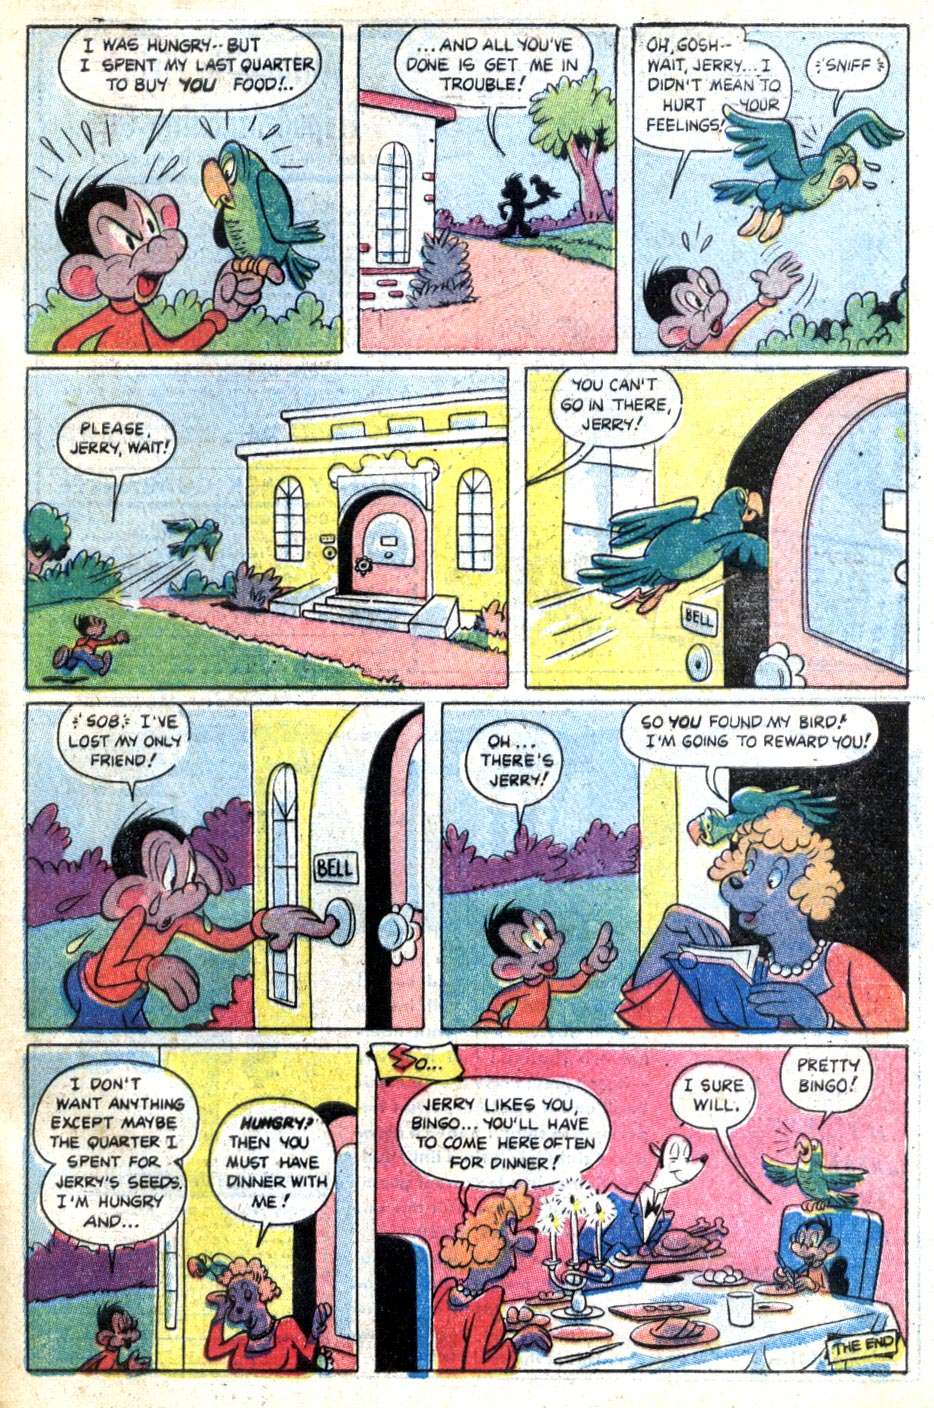 I WAS HUNGRY-- BUT
I SPENT MY LAST QUARTER
TO BUY YOU FOOD!..
...AND ALL YOU'VE
DONE IS GET ME IN
TROUBLE!
OH, GOSH--
WAIT, JERRY...I
DIDN'T MEAN TO
HURT YOUR
FEELINGS!
SNIFF
PLEASE,
JERRY, WAIT!
YOU CAN'T
GO IN THERE,
JERRY!
BELL
SOB I'VE
LOST MY ONLY
FRIEND!
BELL
OH...
THERE'S
JERRY!
SO YOU FOUND MY BIRD!
I'M GOING TO REWARD YOU!
I DON'T
WANT ANYTHING
EXCEPT MAYBE
THE QUARTER I
SPENT FOR
JERRY'S SEEDS.
I'M HUNGRY
AND...
HUNGRY!
THEN YOU
MUST HAVE
DINNER WITH
ME!
SO...
JERRY LIKES YOU,
BINGO... YOU'LL HAVE
TO COME HERE OFTEN
FOR DINNER!
I SURE
WILL.
PRETTY
BINGO!
THE END